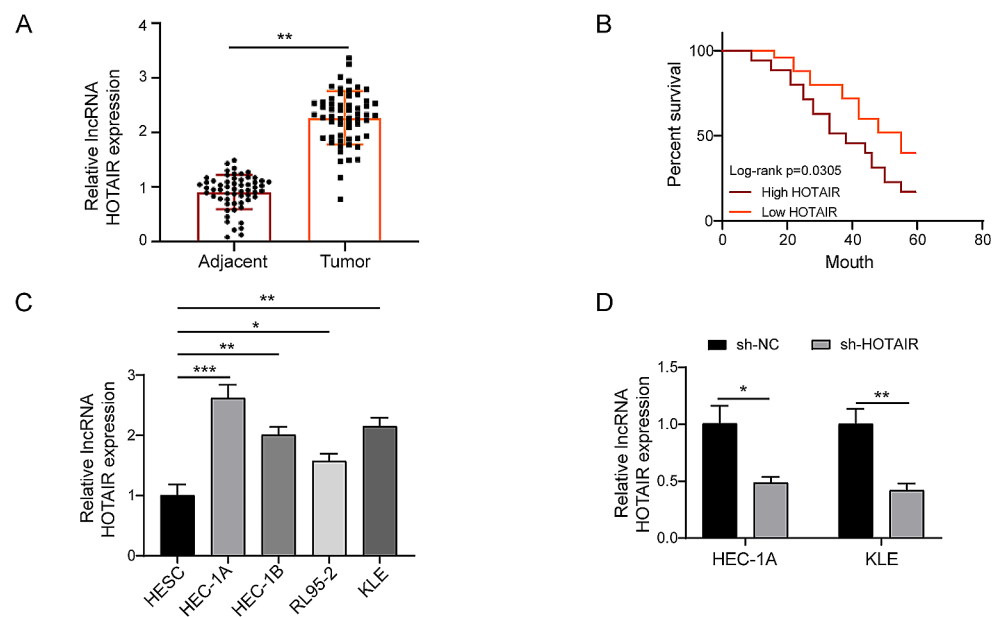 A
Relative lncRNA
HOTAIR expression
4
3
2
1
0
**
Adjacent
Tumor
B
Percent survival
100
50
0
Log-rank p=0.0305
High HOTAIR
Low HOTAIR
0
20
40
60
80
Mouth
C
Relative lncRNA
HOTAIR expression
**
*
**
***
3
2
1
0
HESC
HEC-1A
HEC-1B
RL95-2
KLE
D
sh-NC
sh-HOTAIR
Relative lncRNA
HOTAIR expression
1.5
1.0
0.5
0.0
*
**
HEC-1A
KLE